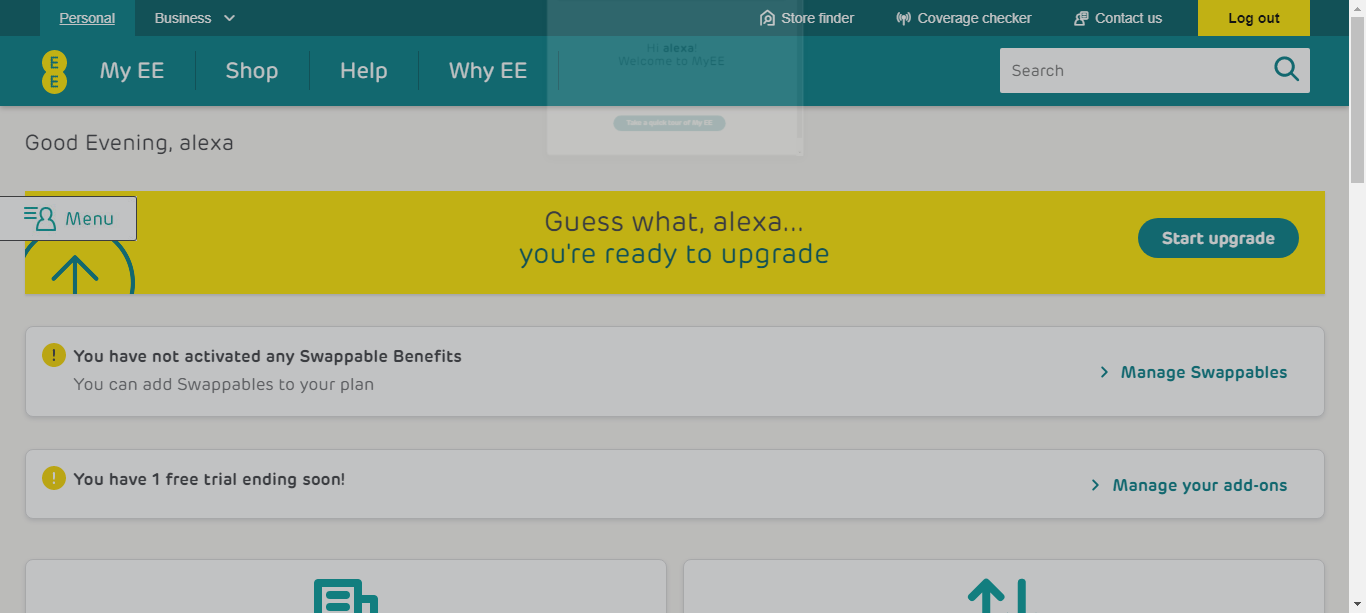 Personal
Business
Store finder
Coverage checker
Contact us
Log out
EE
My EE
Shop
Help
Why EE
Search
Hi alexa!
Welcome to MyEE
Take a quick tour of My EE
Good Evening, alexa
Menu
Guess what, alexa...
you're ready to upgrade
Start upgrade
! You have not activated any Swappable Benefits
You can add Swappables to your plan
Manage Swappables
! You have 1 free trial ending soon!
Manage your add-ons